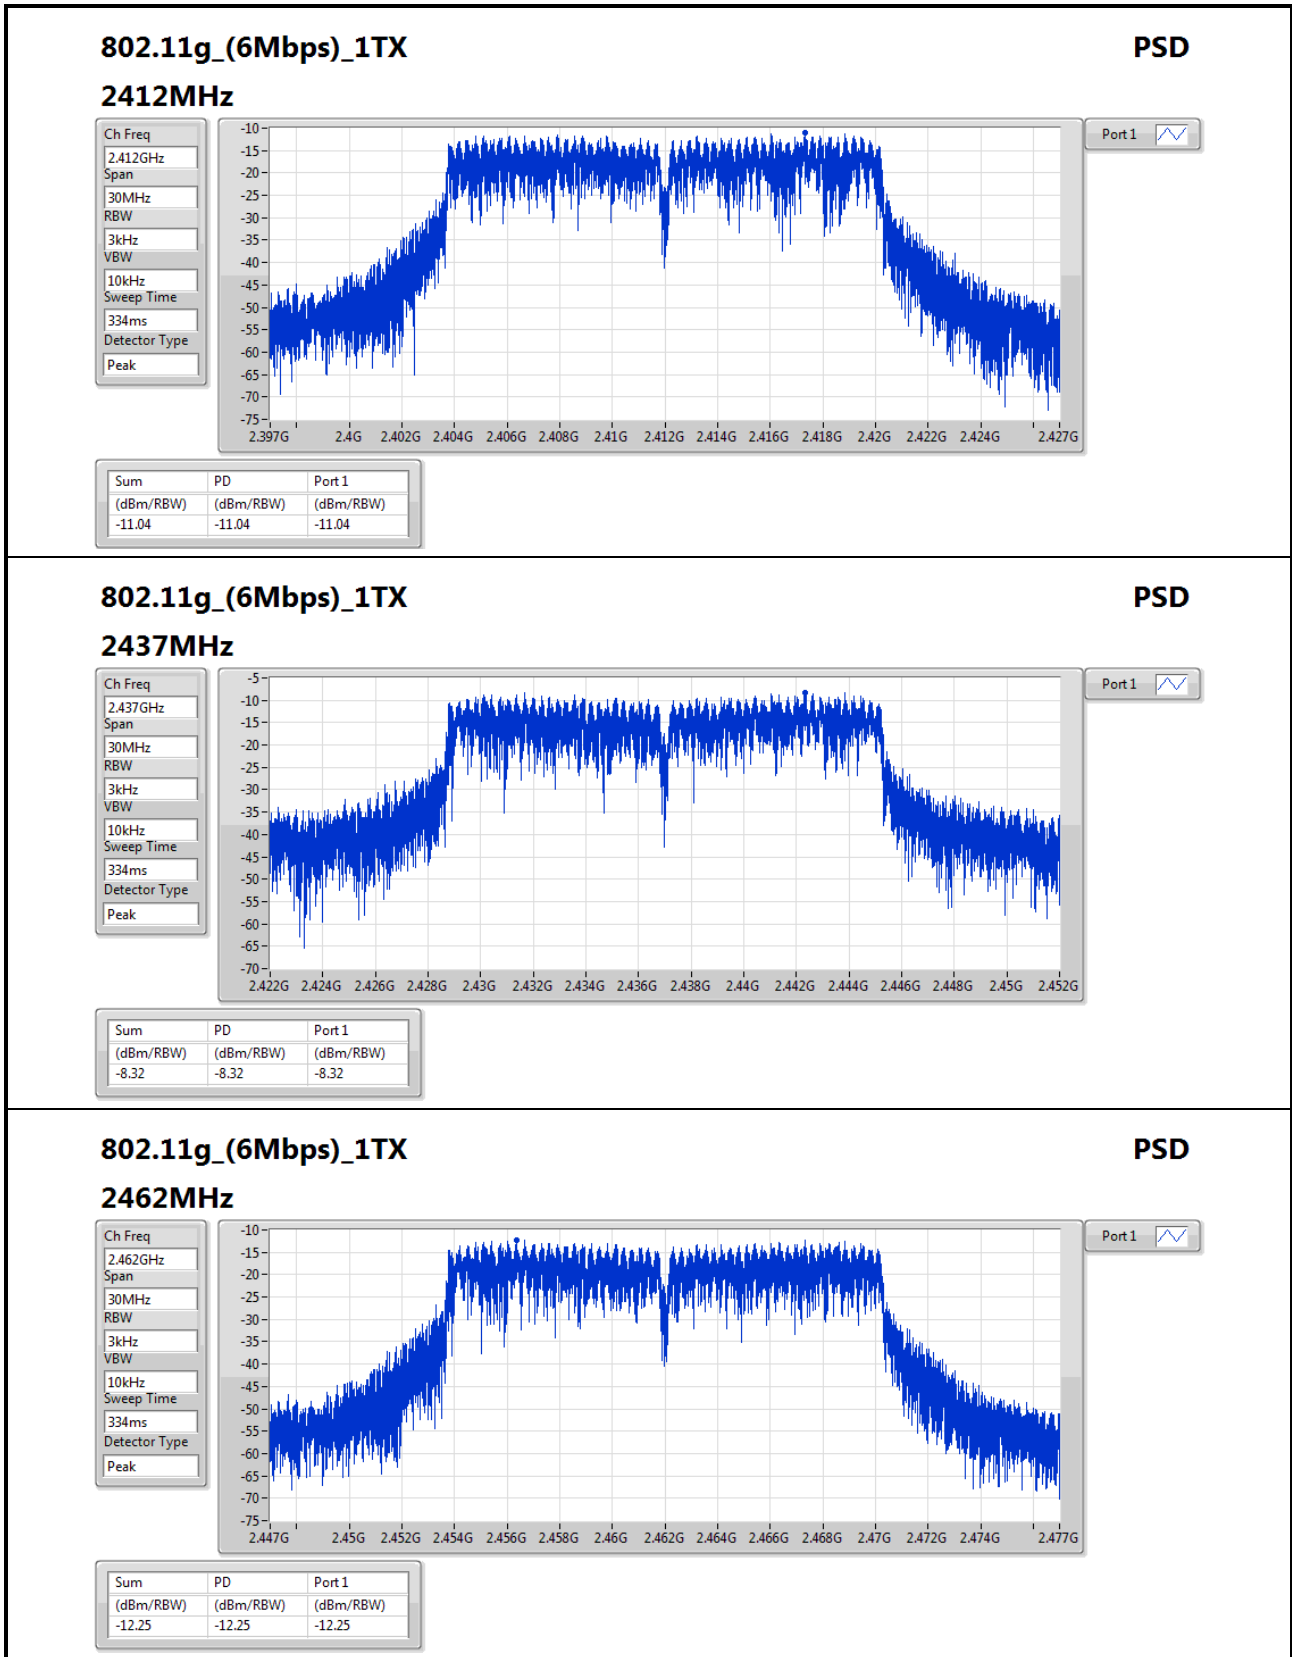 802.11g_(6Mbps)_1TX PSD
2412MHz
Ch Freq
2.412GHz
Span
30MHz
RBW
3kHz
VBW
10kHz
Sweep Time
334ms
Detector Type
Peak
-10
-15
-20
-25
-30
-35
-40
-45
-50
-55
-60
-65
-70
-75
2.397G 2.4G 2.402G 2.404G 2.406G 2.408G 2.41G 2.412G 2.414G 2.416G 2.418G 2.42G 2.422G 2.424G 2.427G
Port 1
Sum PD Port 1
(dBm/RBW) (dBm/RBW) (dBm/RBW)
-11.04 -11.04 -11.04
802.11g_(6Mbps)_1TX PSD
2437MHz
Ch Freq
2.437GHz
Span
30MHz
RBW
3kHz
VBW
10kHz
Sweep Time
334ms
Detector Type
Peak
-5
-10
-15
-20
-25
-30
-35
-40
-45
-50
-55
-60
-65
-70
2.422G 2.424G 2.426G 2.428G 2.43G 2.432G 2.434G 2.436G 2.438G 2.44G 2.442G 2.444G 2.446G 2.448G 2.45G 2.452G
Port 1
Sum PD Port 1
(dBm/RBW) (dBm/RBW) (dBm/RBW)
-8.32 -8.32 -8.32
802.11g_(6Mbps)_1TX PSD
2462MHz
Ch Freq
2.462GHz
Span
30MHz
RBW
3kHz
VBW
10kHz
Sweep Time
334ms
Detector Type
Peak
-10
-15
-20
-25
-30
-35
-40
-45
-50
-55
-60
-65
-70
-75
2.447G 2.45G 2.452G 2.454G 2.456G 2.458G 2.46G 2.462G 2.464G 2.466G 2.468G 2.47G 2.472G 2.474G 2.477G
Port 1
Sum PD Port 1
(dBm/RBW) (dBm/RBW) (dBm/RBW)
-12.25 -12.25 -12.25